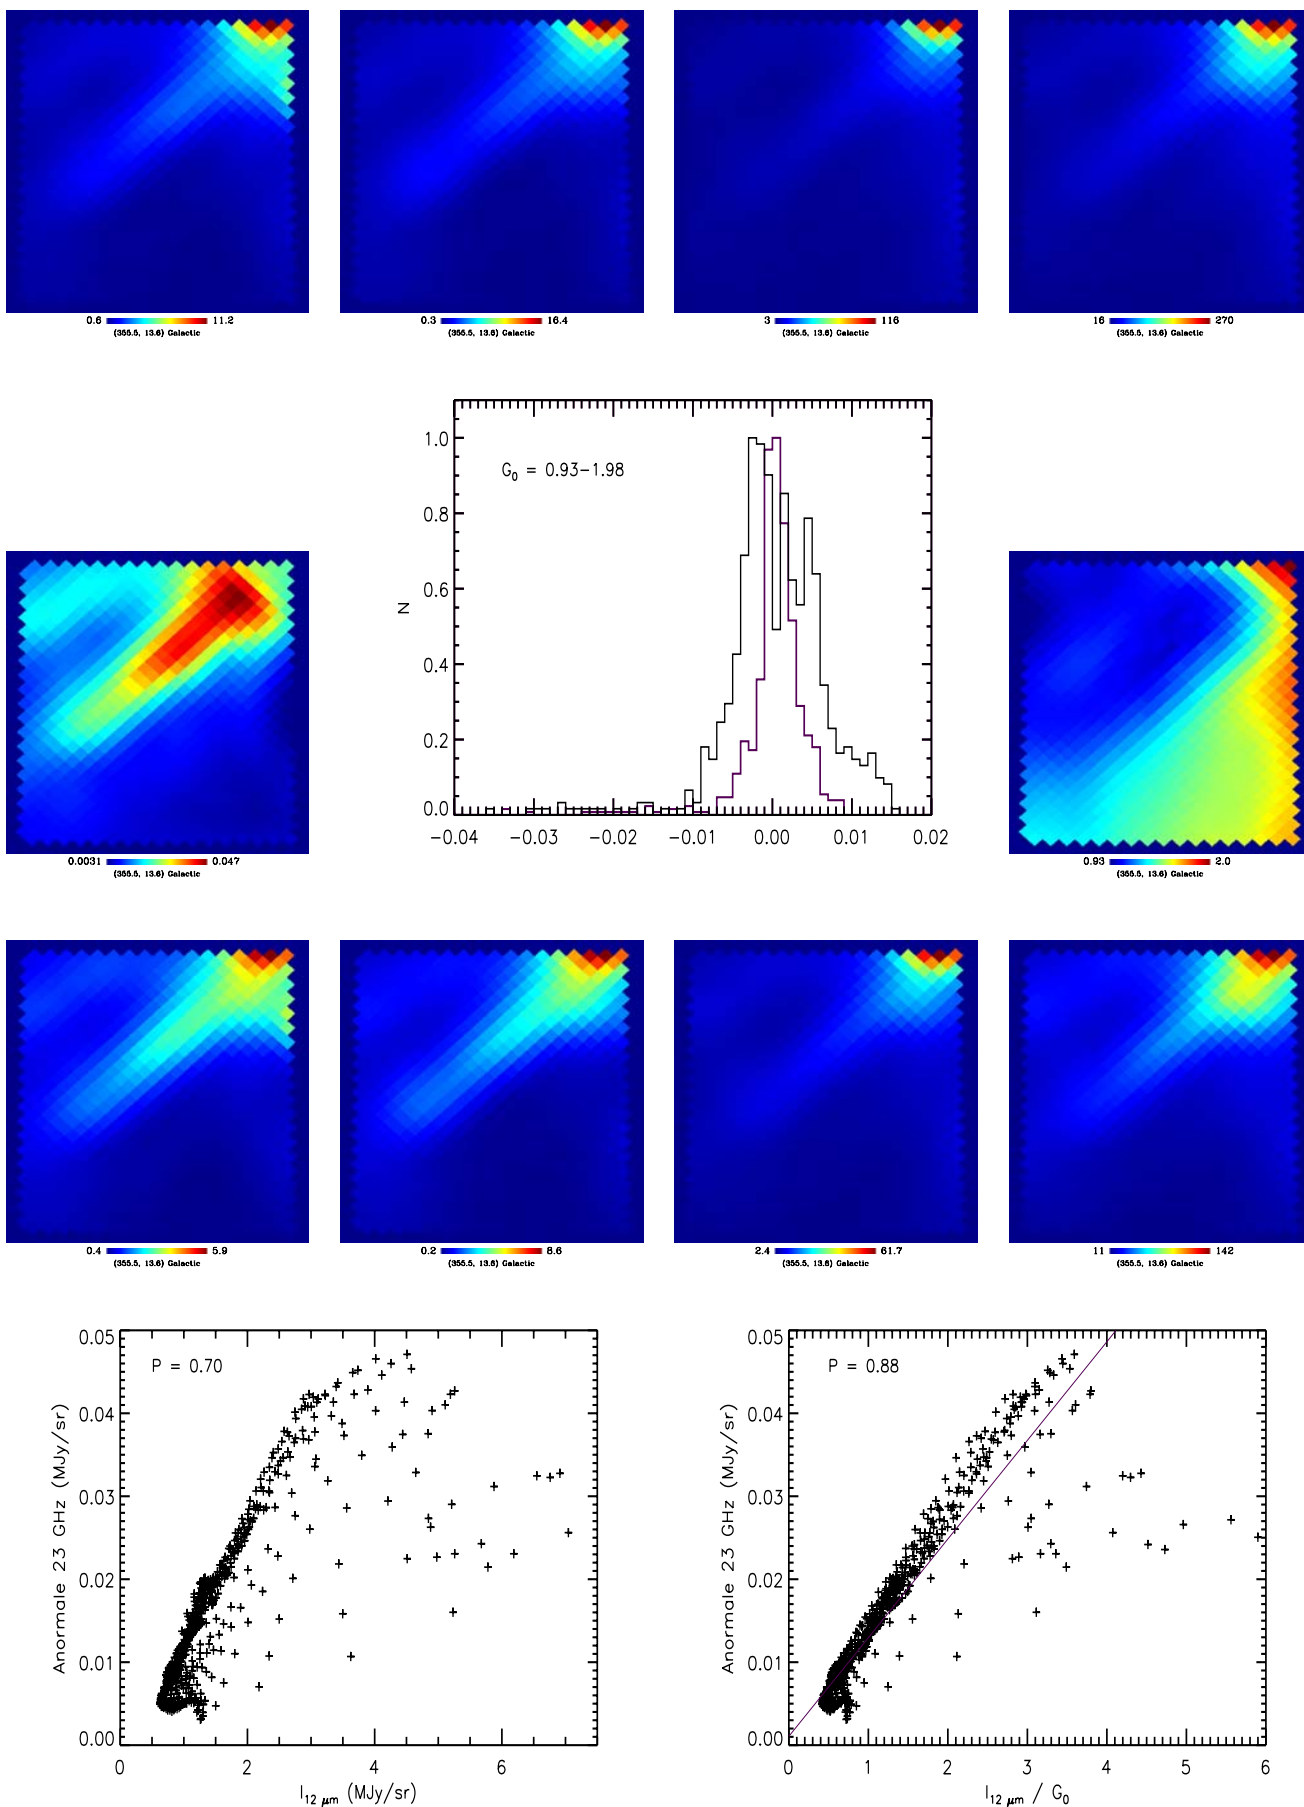 0.6 11.2
(355.5, 13.6) Galactic
0.3 16.4
(355.5, 13.6) Galactic
3 116
(355.5, 13.6) Galactic
16 270
(355.5, 13.6) Galactic
G0 = 0.93−1.98
N
1.0
0.8
0.6
0.4
0.2
0.0
−0.04 −0.03 −0.02 −0.01 0.00 0.01 0.02
0.0031 0.047
(355.5, 13.6) Galactic
0.93 2.0
(355.5, 13.6) Galactic
0.4 5.9
(355.5, 13.6) Galactic
0.2 8.6
(355.5, 13.6) Galactic
2.4 61.7
(355.5, 13.6) Galactic
11 142
(355.5, 13.6) Galactic
P = 0.70
Anormale 23 GHz (MJy/sr)
0.05
0.04
0.03
0.02
0.01
0.00
0 2 4 6
I12 μm (MJy/sr)
P = 0.88
Anormale 23 GHz (MJy/sr)
0.05
0.04
0.03
0.02
0.01
0.00
0 1 2 3 4 5 6
I12 μm / G0